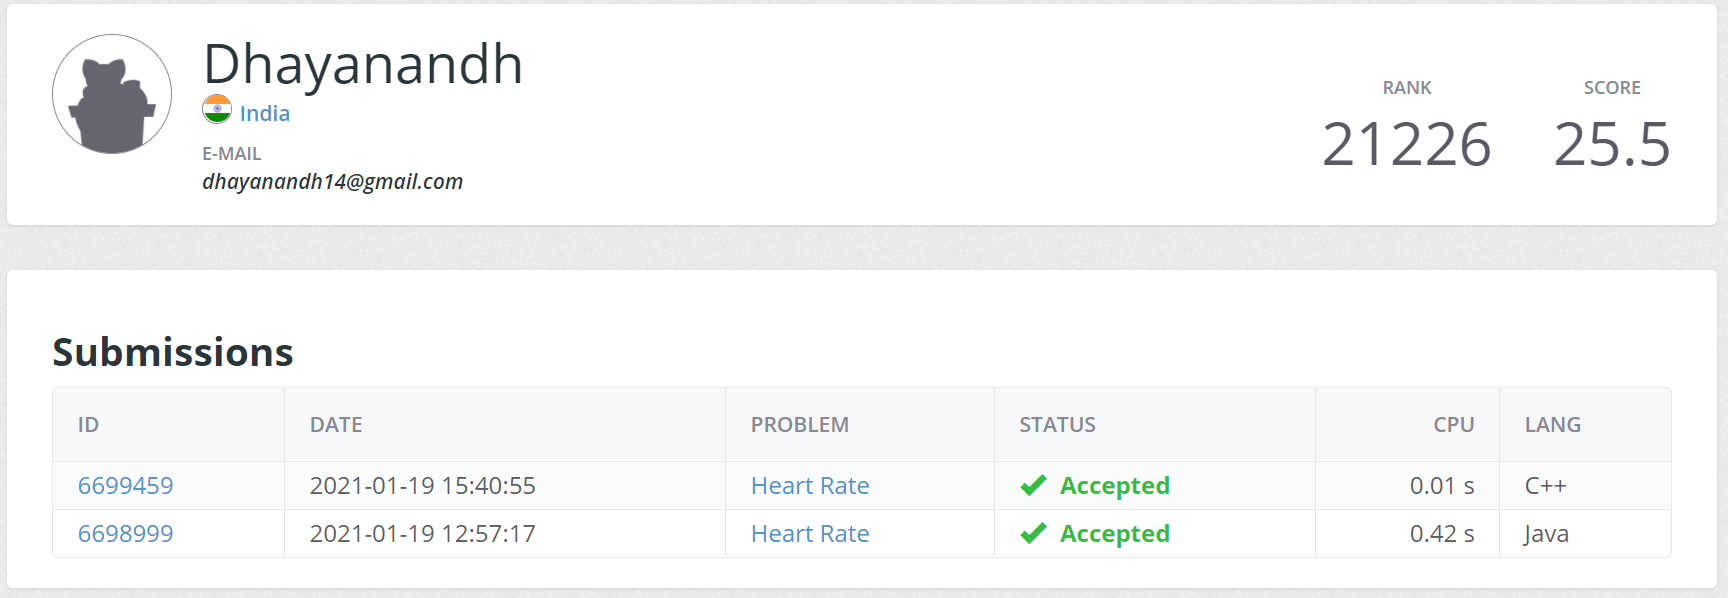 Dhayanandh
India
E-MAIL
dhayanandh14@gmail.com
RANK SCORE
21226 25.5
Submissions
ID DATE PROBLEM STATUS CPU LANG
6699459 2021-01-19 15:40:55 Heart Rate Accepted 0.01 s C++
6698999 2021-01-19 12:57:17 Heart Rate Accepted 0.42 s Java